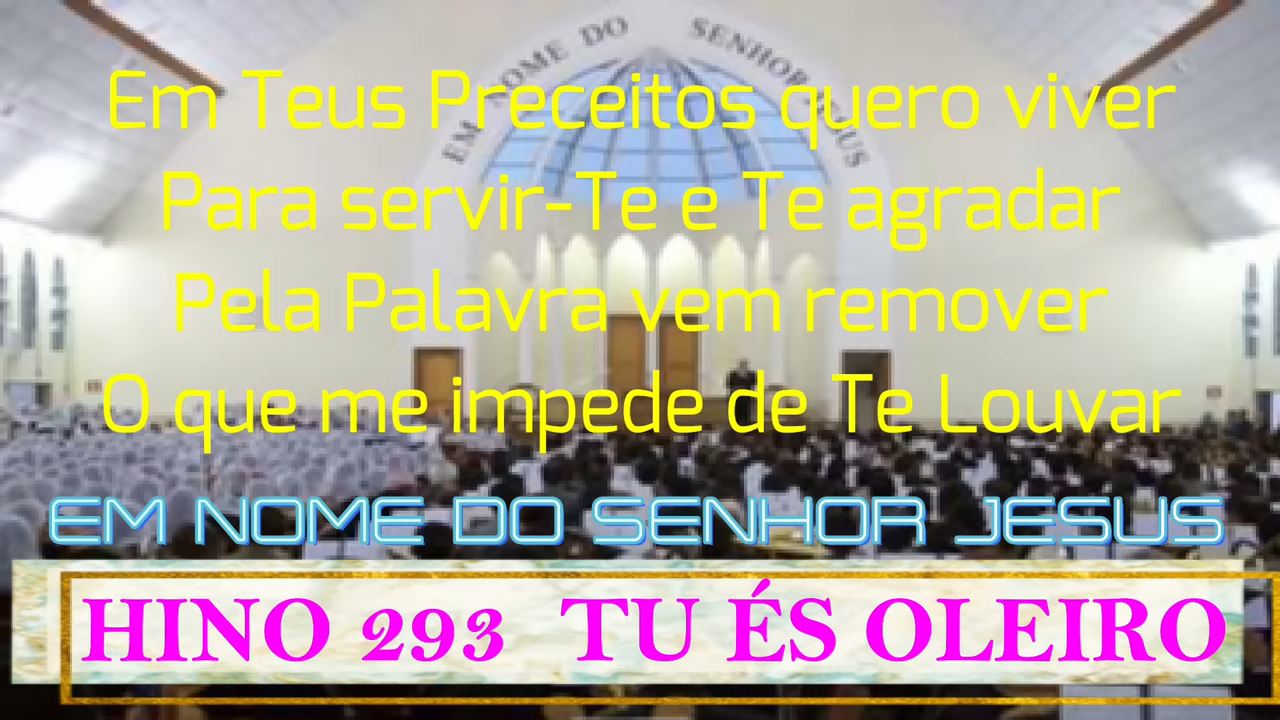 EM NOME DO SENHOR JESUS
Em Teus Preceitos quero viver
Para servir-Te e Te agradar
Pela Palavra vem remover
O que me impede de Te Louvar
EM NOME DO SENHOR JESUS
HINO 293 TU ÉS OLEIRO